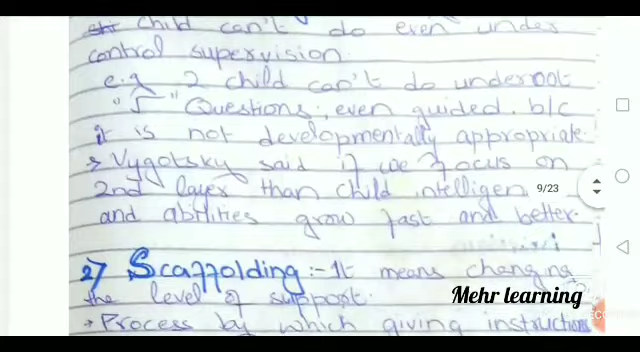 child can't do even under
control supervision.
e.g 2 child can't do underroot
"√" Questions, even guided. b/c
it is not developmentally appropriate
→ Vygotsky said if we focus on
2nd layer than child intelligen
9/23
and abilities grow fast and better.
2) Scaffolding :- It means changing
the level of support.
Mehr learning
→ Process by which giving instructions